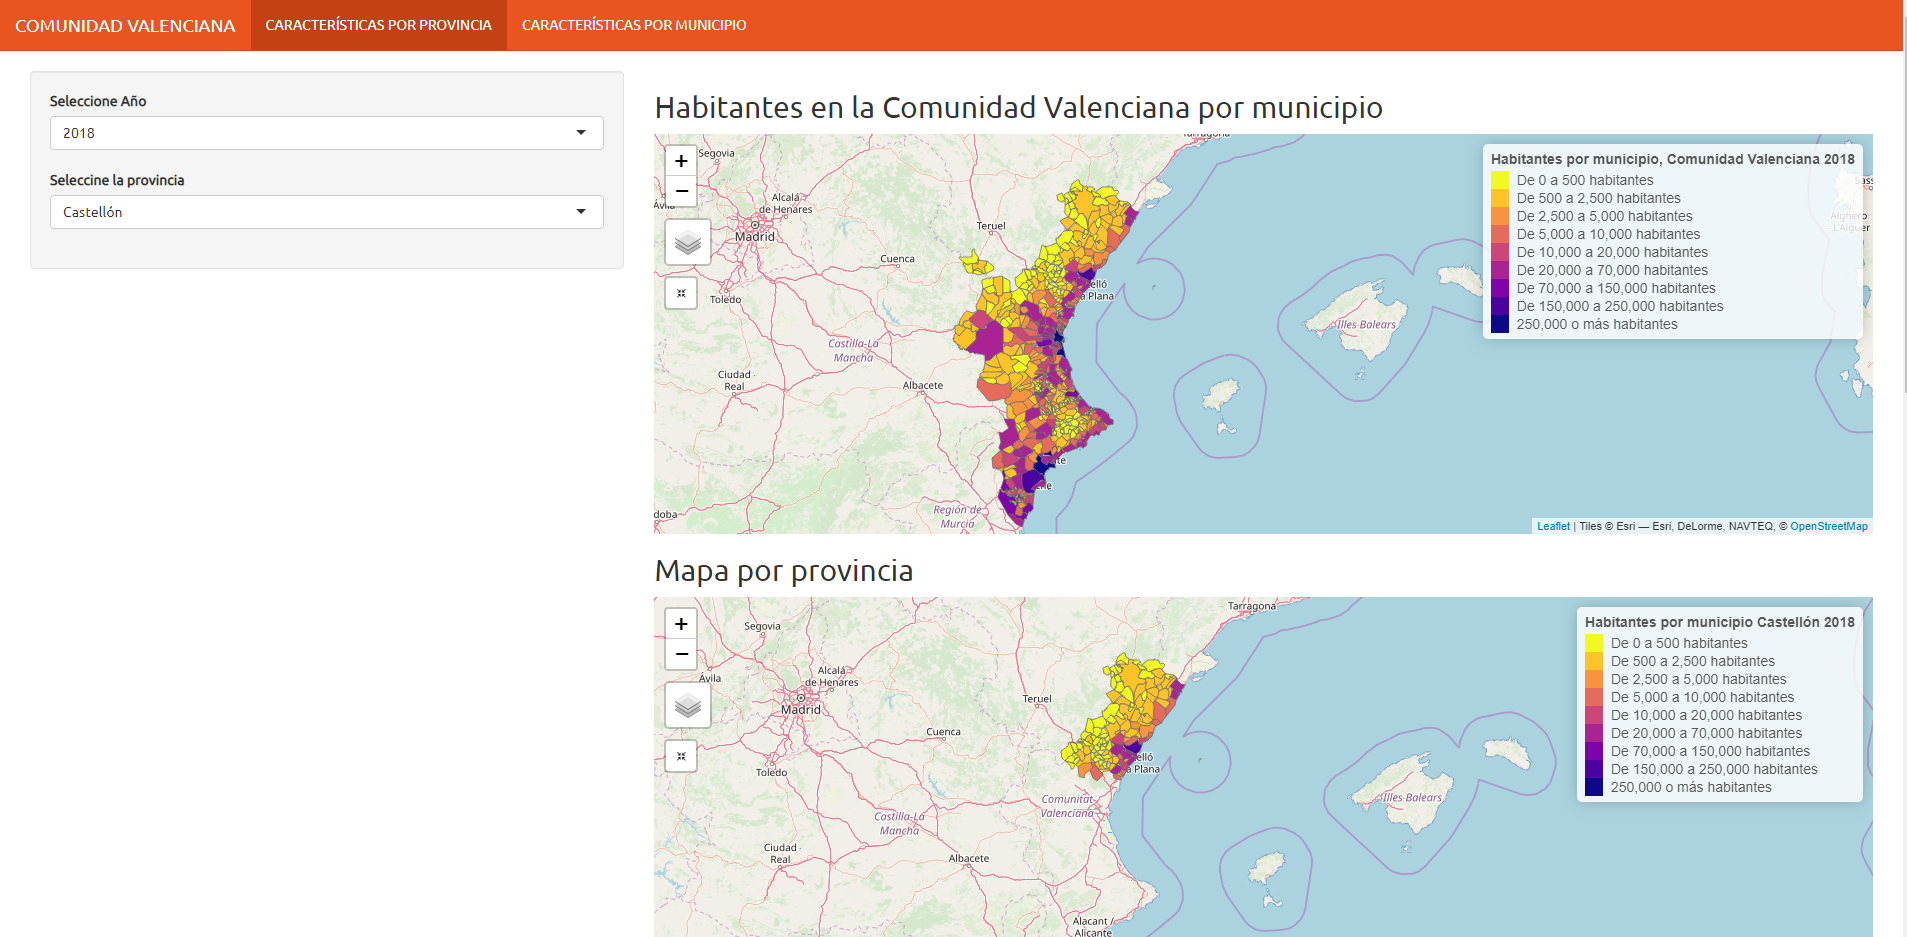 COMUNIDAD VALENCIANA CARACTERÍSTICAS POR PROVINCIA CARACTERÍSTICAS POR MUNICIPIO
Seleccione Año
2018
Seleccine la provincia
Castellón
Habitantes en la Comunidad Valenciana por municipio
+
−
Segovia
Ávila
Alcalá
de Henares
Madrid
Toledo
Teruel
Cuenca
Castilla-La
Mancha
Ciudad
Real
Albacete
Región de
Murcia
doba
elló
a Plana
te
Illes Balears
Alghero
- L'Alguer
Sass
Tarragona
Habitantes por municipio, Comunidad Valenciana 2018
De 0 a 500 habitantes
De 500 a 2,500 habitantes
De 2,500 a 5,000 habitantes
De 5,000 a 10,000 habitantes
De 10,000 a 20,000 habitantes
De 20,000 a 70,000 habitantes
De 70,000 a 150,000 habitantes
De 150,000 a 250,000 habitantes
250,000 o más habitantes
Leaflet | Tiles © Esri — Esri, DeLorme, NAVTEQ, © OpenStreetMap
Mapa por provincia
+
−
Segovia
Ávila
Alcalá
de Henares
Madrid
Toledo
Teruel
Cuenca
Tarragona
elló
a Plana
Comunitat
Valenciana
Castilla-La
Mancha
Ciudad
Real
Albacete
Alacant /
Alicante
Illes Balears
Habitantes por municipio Castellón 2018
De 0 a 500 habitantes
De 500 a 2,500 habitantes
De 2,500 a 5,000 habitantes
De 5,000 a 10,000 habitantes
De 10,000 a 20,000 habitantes
De 20,000 a 70,000 habitantes
De 70,000 a 150,000 habitantes
De 150,000 a 250,000 habitantes
250,000 o más habitantes